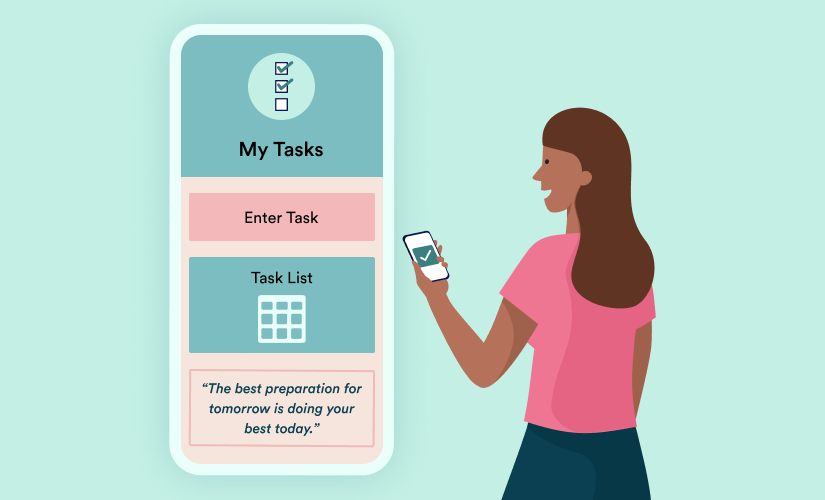 My Tasks
Enter Task
Task List
“The best preparation for
tomorrow is doing your
best today.”